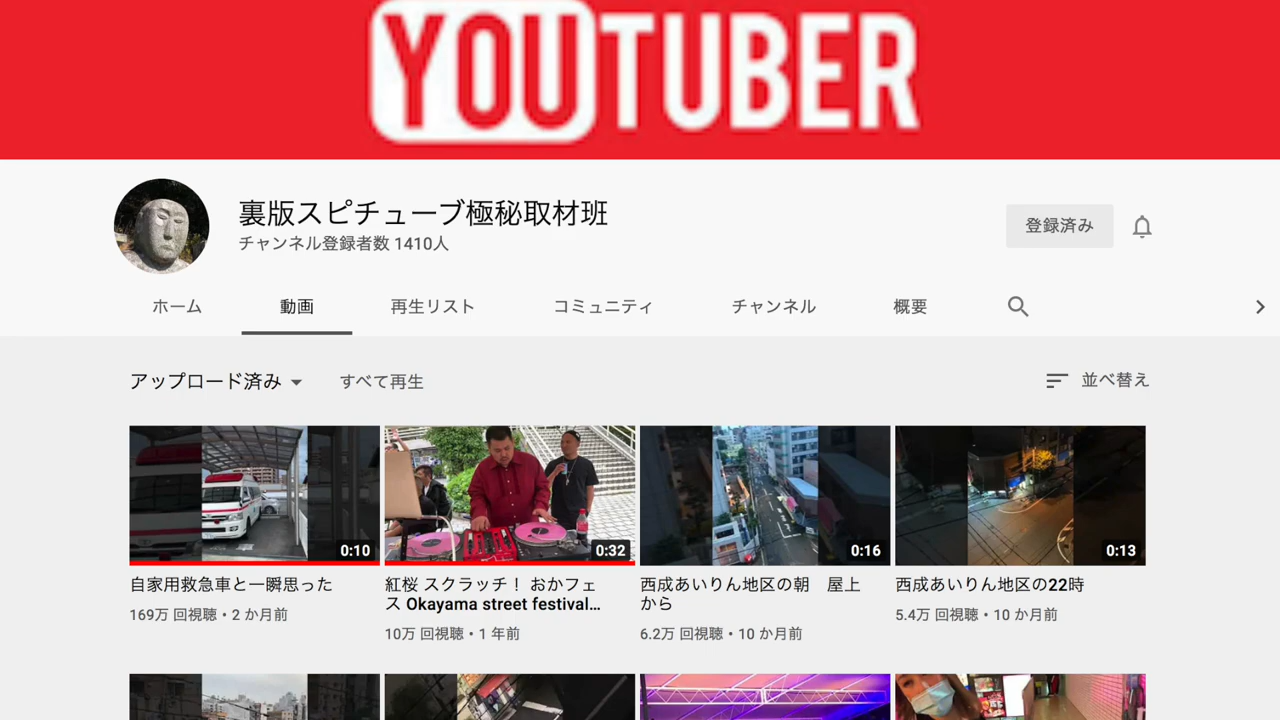 YOUTUBER
裏版スピチューブ極秘取材班
チャンネル登録者数 1410人
登録済み
ホーム
動画
再生リスト
コミュニティ
チャンネル
概要
アップロード済み
すべて再生
並べ替え
0:10
0:32
0:16
0:13
自家用救急車と一瞬思った
169万 回視聴・2 か月前
紅桜 スクラッチ！ おかフェ
ス Okayama street festival...
10万 回視聴・1 年前
西成あいりん地区の朝　屋上
から
6.2万 回視聴・10 か月前
西成あいりん地区の22時
5.4万 回視聴・10 か月前